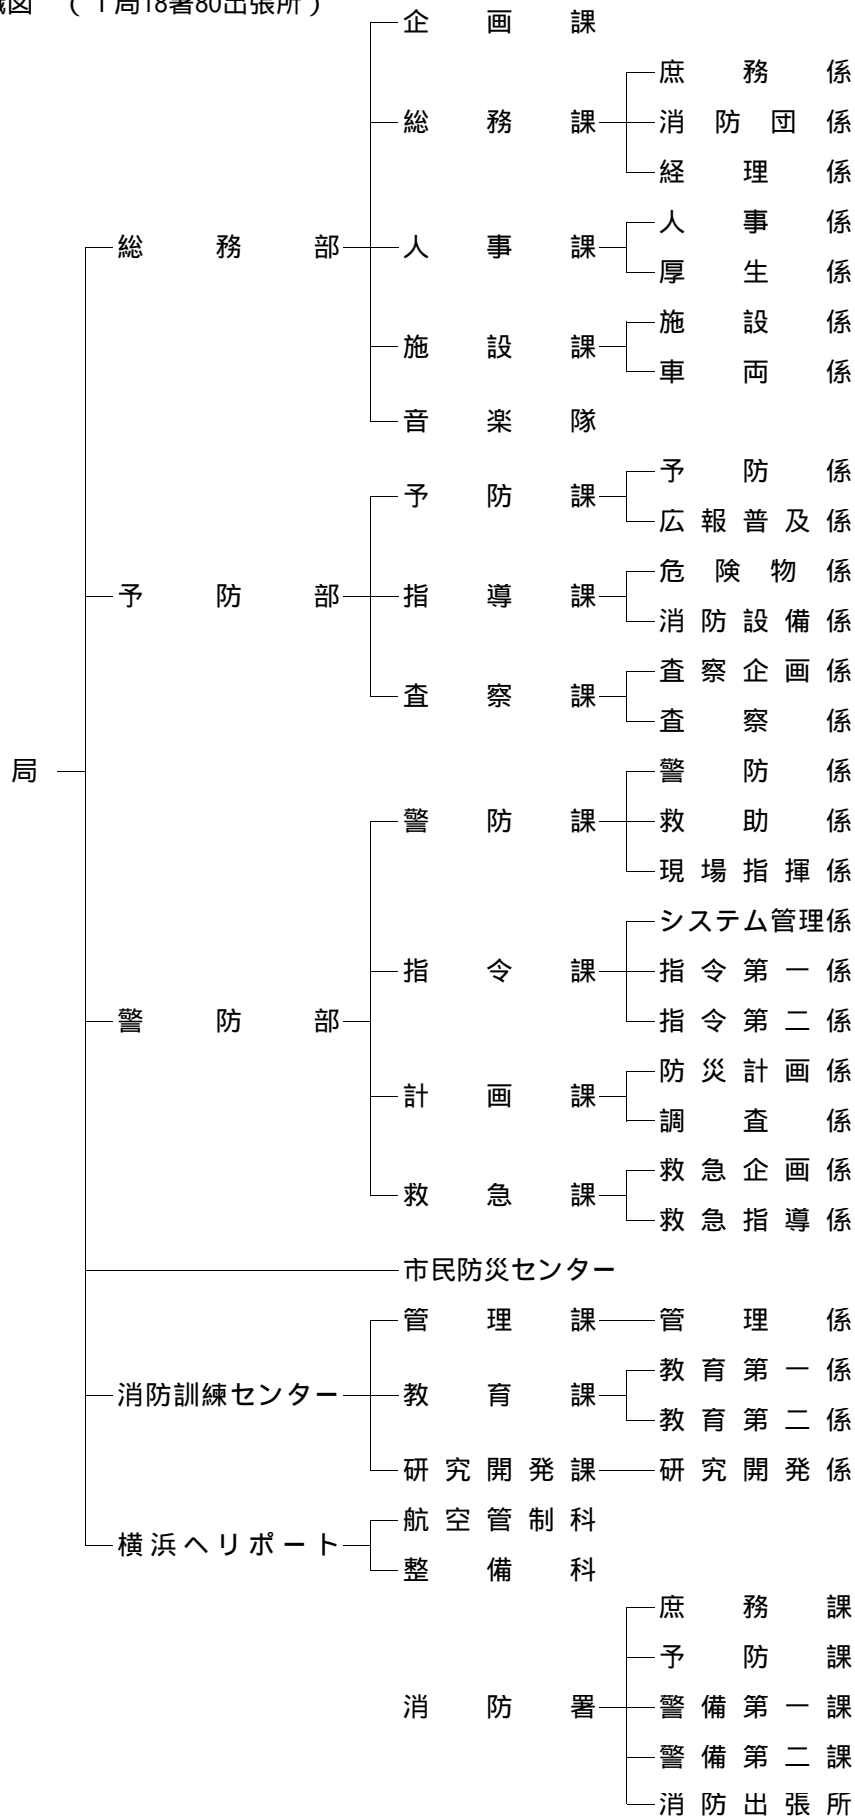 織図 （１局18署80出張所）
企画課
庶務係
総務課 消防団係
経理係
人事係
総務部 人事課
厚生係
施設係
施設課
車両係
音楽隊
予防係
予防課
広報普及係
危険物係
予防部 指導課
消防設備係
査察企画係
査察課
査察係
局
警防係
警防課 救助係
現場指揮係
システム管理係
指令課 指令第一係
警防部 指令第二係
防災計画係
計画課
調査係
救急企画係
救急課
救急指導係
市民防災センター
管理課 管理係
教育第一係
消防訓練センター 教育課
教育第二係
研究開発課 研究開発係
航空管制科
横浜ヘリポート
整備科
庶務課
予防課
消防署 警備第一課
警備第二課
消防出張所